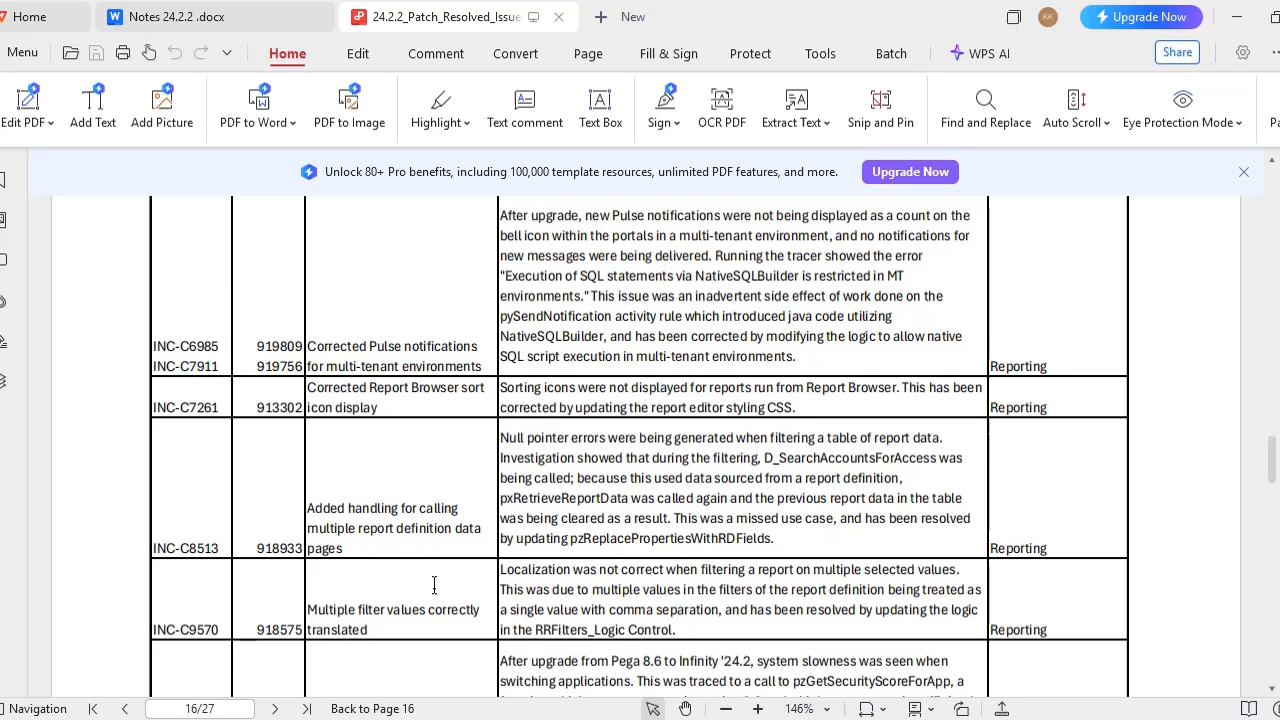 Home
Notes 24.2.2 .docx
24.2.2_Patch_Resolved_Issue
New
KK
Upgrade Now
Menu
Home
Edit
Comment
Convert
Page
Fill & Sign
Protect
Tools
Batch
WPS AI
Share
Edit PDF
Add Text
Add Picture
PDF to Word
PDF to Image
Highlight
Text comment
Text Box
Sign
OCR PDF
Extract Text
Snip and Pin
Find and Replace
Auto Scroll
Eye Protection Mode
Unlock 80+ Pro benefits, including 100,000 template resources, unlimited PDF features, and more.
Upgrade Now
INC-C6985
INC-C7911
919809
919756
Corrected Pulse notifications
for multi-tenant environments
After upgrade, new Pulse notifications were not being displayed as a count on the
bell icon within the portals in a multi-tenant environment, and no notifications for
new messages were being delivered. Running the tracer showed the error
"Execution of SQL statements via NativeSQLBuilder is restricted in MT
environments." This issue was an inadvertent side effect of work done on the
pySendNotification activity rule which introduced java code utilizing
NativeSQLBuilder, and has been corrected by modifying the logic to allow native
SQL script execution in multi-tenant environments.
Reporting
INC-C7261
913302
Corrected Report Browser sort
icon display
Sorting icons were not displayed for reports run from Report Browser. This has been
corrected by updating the report editor styling CSS.
Reporting
INC-C8513
918933
Added handling for calling
multiple report definition data
pages
Null pointer errors were being generated when filtering a table of report data.
Investigation showed that during the filtering, D_SearchAccountsForAccess was
being called; because this used data sourced from a report definition,
pxRetrieveReportData was called again and the previous report data in the table
was being cleared as a result. This was a missed use case, and has been resolved
by updating pzReplacePropertiesWithRDFields.
Reporting
INC-C9570
918575
Multiple filter values correctly
translated
Localization was not correct when filtering a report on multiple selected values.
This was due to multiple values in the filters of the report definition being treated as
a single value with comma separation, and has been resolved by updating the logic
in the RRFilters_Logic Control.
Reporting
After upgrade from Pega 8.6 to Infinity '24.2, system slowness was seen when
switching applications. This was traced to a call to pzGetSecurityScoreForApp, a
Navigation
16/27
Back to Page 16
146%